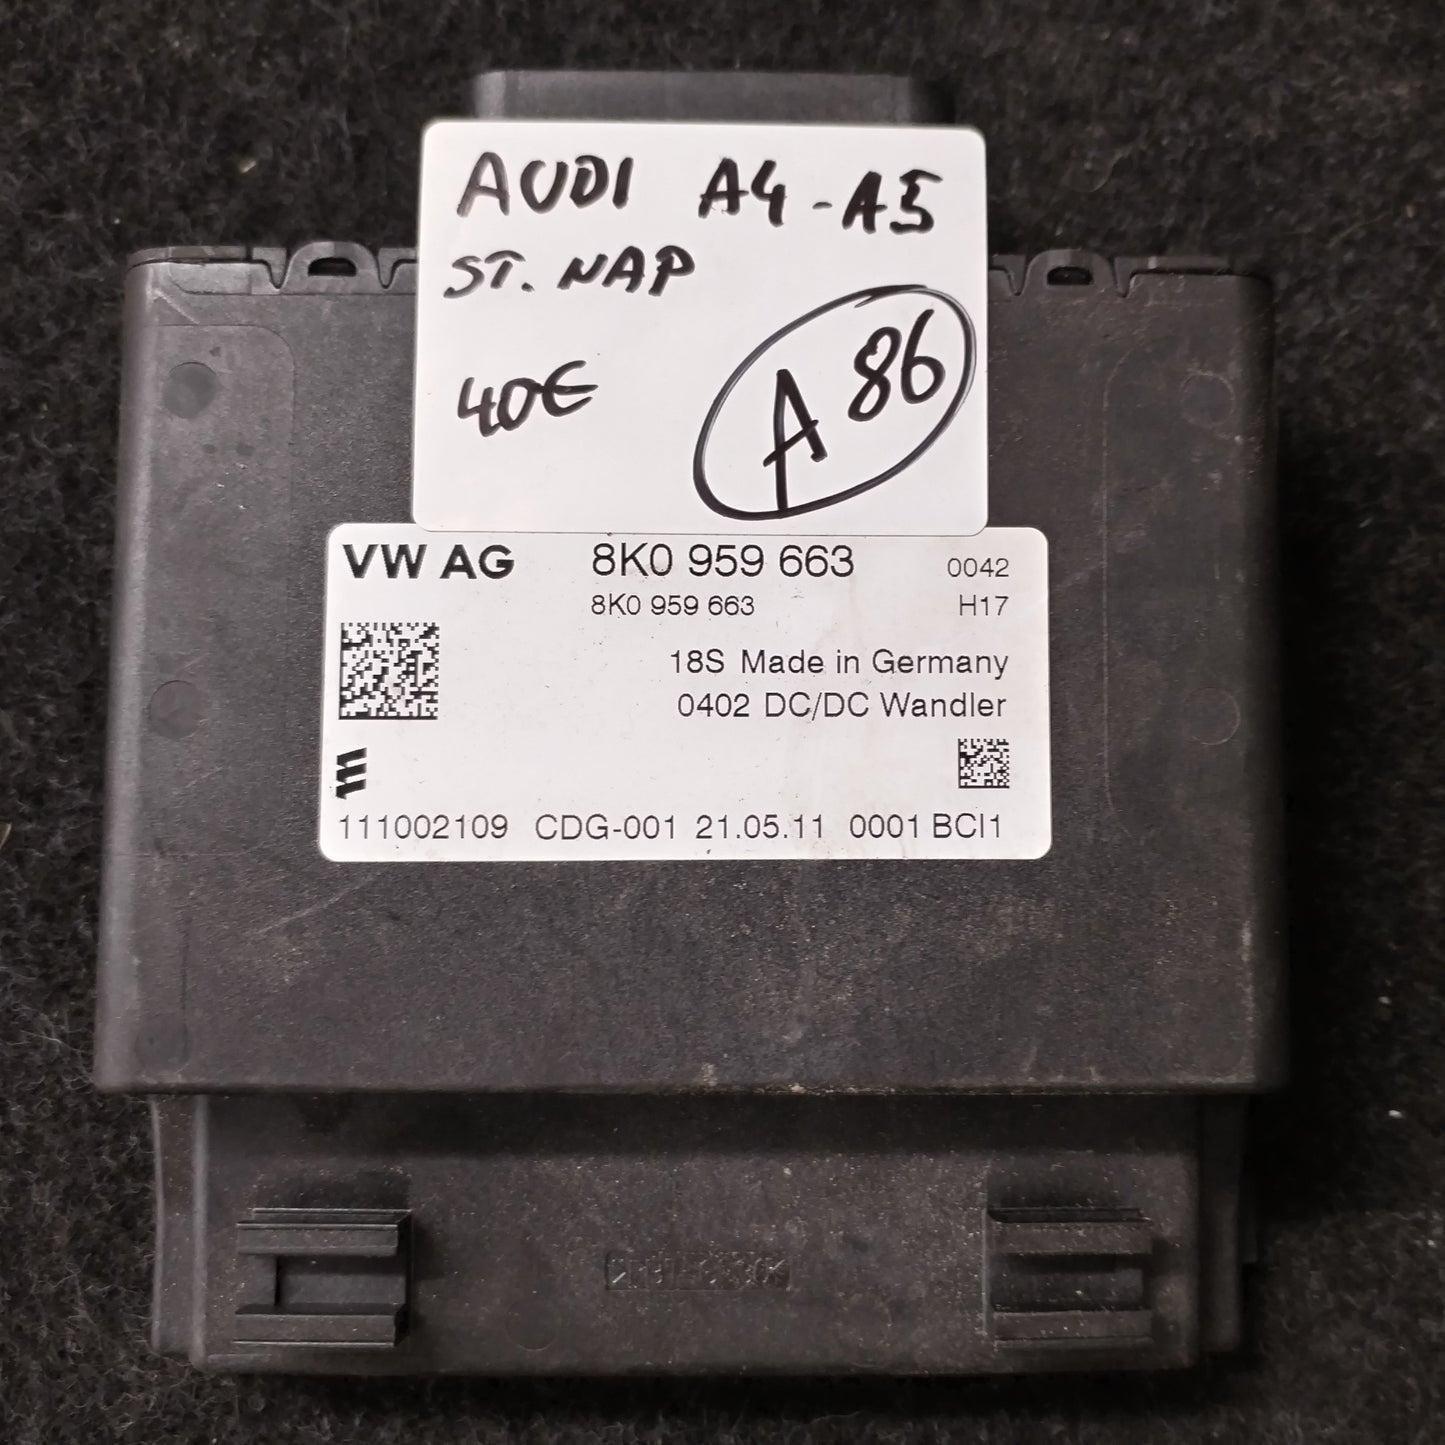 AUDI A4-A5
ST. NAP
40€
A86
VW AG 8K0 959 663 0042
8K0 959 663 H17
18S Made in Germany
0402 DC/DC Wandler
111002109 CDG-001 21.05.11 0001 BCI1